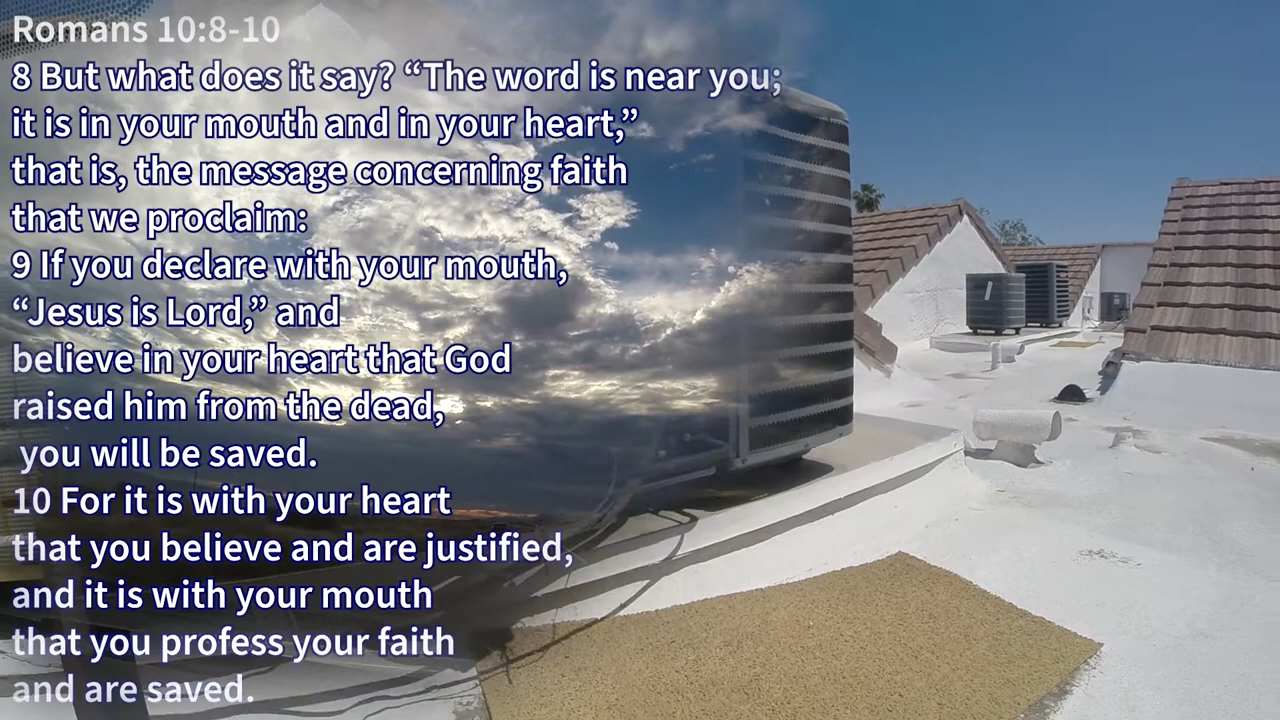 Romans 10:8-10
8 But what does it say? “The word is near you;
it is in your mouth and in your heart,”
that is, the message concerning faith
that we proclaim:
9 If you declare with your mouth,
“Jesus is Lord,” and
believe in your heart that God
raised him from the dead,
you will be saved.
10 For it is with your heart
that you believe and are justified,
and it is with your mouth
that you profess your faith
and are saved.